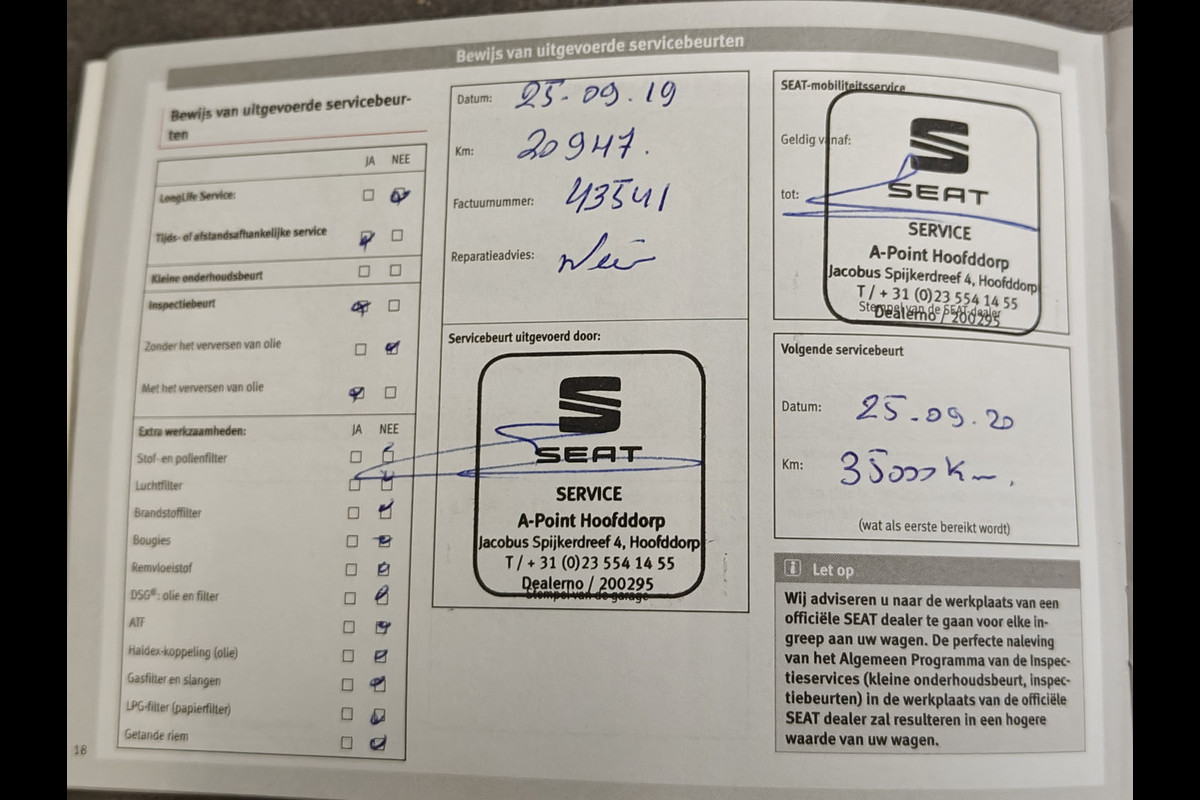 Bewijs van uitgevoerde servicebeurten
Bewijs van uitgevoerde servicebeur-
ten
JA NEE
LongLife Service:
Tijds- of afstandsafhankelijke service
Kleine onderhoudsbeurt
Inspectiebeurt
Zonder het verversen van olie
Met het verversen van olie
Extra werkzaamheden: JA NEE
Stof- en pollenfilter
Luchtfilter
Brandstoffilter
Bougies
Remvloeistof
DSG®: olie en filter
ATF
Haldex-koppeling (olie)
Gasfilter en slangen
LPG-filter (papierfilter)
Getande riem
18
Datum: 25-09.19
Km: 20947.
Factuurnummer: 43541
Reparatieadvies:
Servicebeurt uitgevoerd door:
SEAT
SERVICE
A-Point Hoofddorp
Jacobus Spijkerdreef 4, Hoofddorp
T / + 31 (0)23 554 14 55
Dealerno / 200295
Stempel van de garage
SEAT-mobiliteitsservice
Geldig vanaf:
tot:
SEAT
SERVICE
A-Point Hoofddorp
Jacobus Spijkerdreef 4, Hoofddorp
T / + 31 (0)23 554 14 55
Stempel van de SEAT-dealer
Dealerno / 200295
Volgende servicebeurt
Datum: 25-09.20
Km: 35000 Km.
(wat als eerste bereikt wordt)
i Let op
Wij adviseren u naar de werkplaats van een
officiële SEAT dealer te gaan voor elke in-
greep aan uw wagen. De perfecte naleving
van het Algemeen Programma van de Inspec-
tieservices (kleine onderhoudsbeurt, inspec-
tiebeurten) in de werkplaats van de officiële
SEAT dealer zal resulteren in een hogere
waarde van uw wagen.